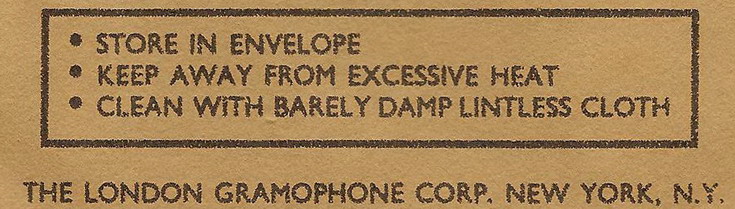 • STORE IN ENVELOPE
• KEEP AWAY FROM EXCESSIVE HEAT
• CLEAN WITH BARELY DAMP LINTLESS CLOTH
THE LONDON GRAMOPHONE CORP. NEW YORK, N.Y.